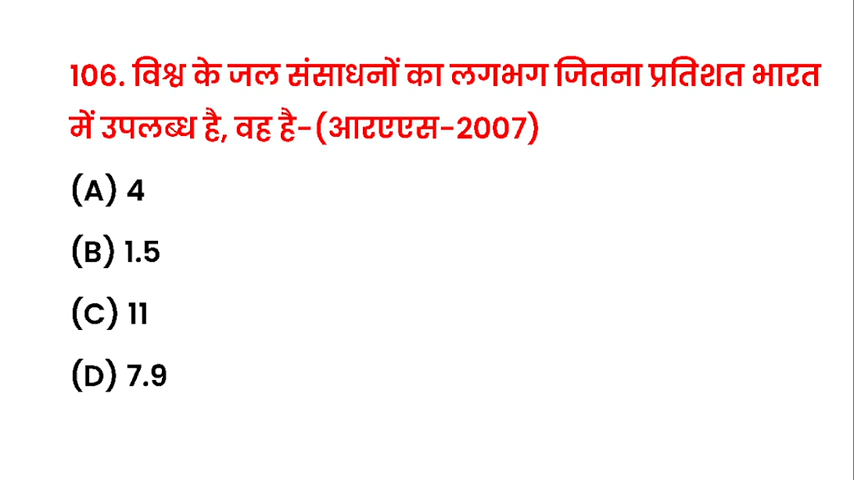 106. विश्व के जल संसाधनों का लगभग जितना प्रतिशत भारत
में उपलब्ध है, वह है-(आरएएस-2007)
(A) 4
(B) 1.5
(C) 11
(D) 7.9